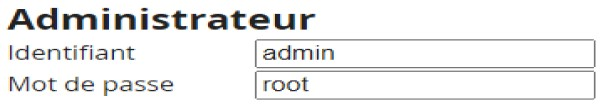 Administrateur
Identifiant admin
Mot de passe root